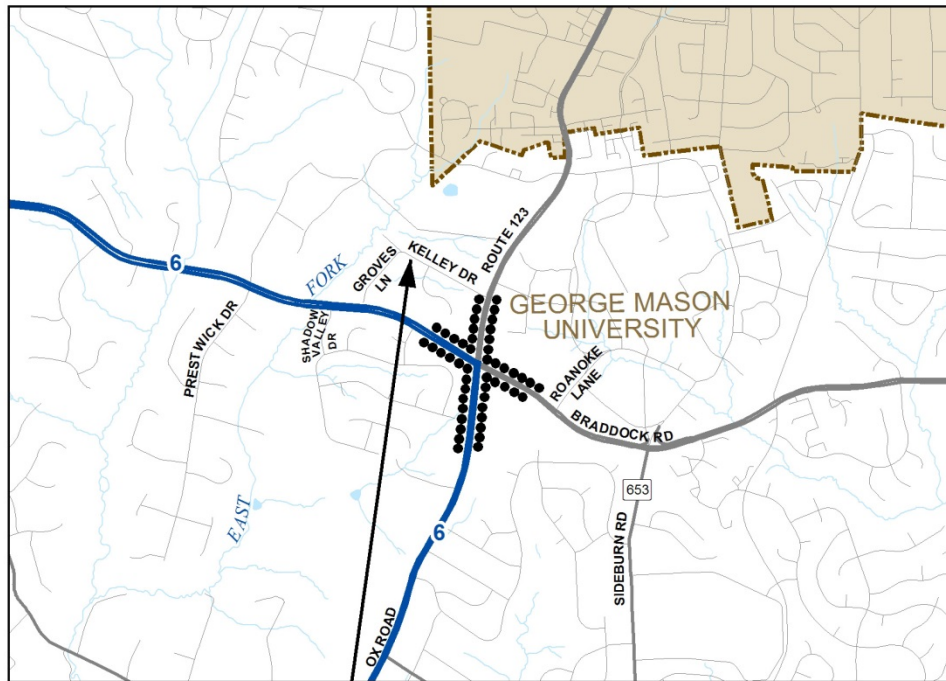 ROUTE 123
KELLEY DR
GROVES
LN
6
FORK
GEORGE MASON
UNIVERSITY
SHADOW
VALLEY
DR
PRESTWICK DR
ROANOKE
LANE
BRADDOCK RD
653
EAST
6
SIDEBURN RD
OX ROAD